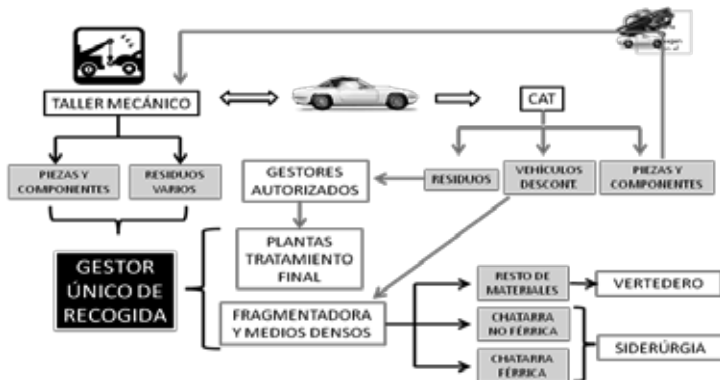 TALLER MECÁNICO
CAT
PIEZAS Y
COMPONENTES
RESIDUOS
VARIOS
GESTORES
AUTORIZADOS
RESIDUOS
VEHÍCULOS
DESCONT.
PIEZAS Y
COMPONENTES
GESTOR
ÚNICO DE
RECOGIDA
PLANTAS
TRATAMIENTO
FINAL
FRAGMENTADORA
Y MEDIOS DENSOS
RESTO DE
MATERIALES
VERTEDERO
CHATARRA
NO FÉRRICA
SIDERÚRGIA
CHATARRA
FÉRRICA